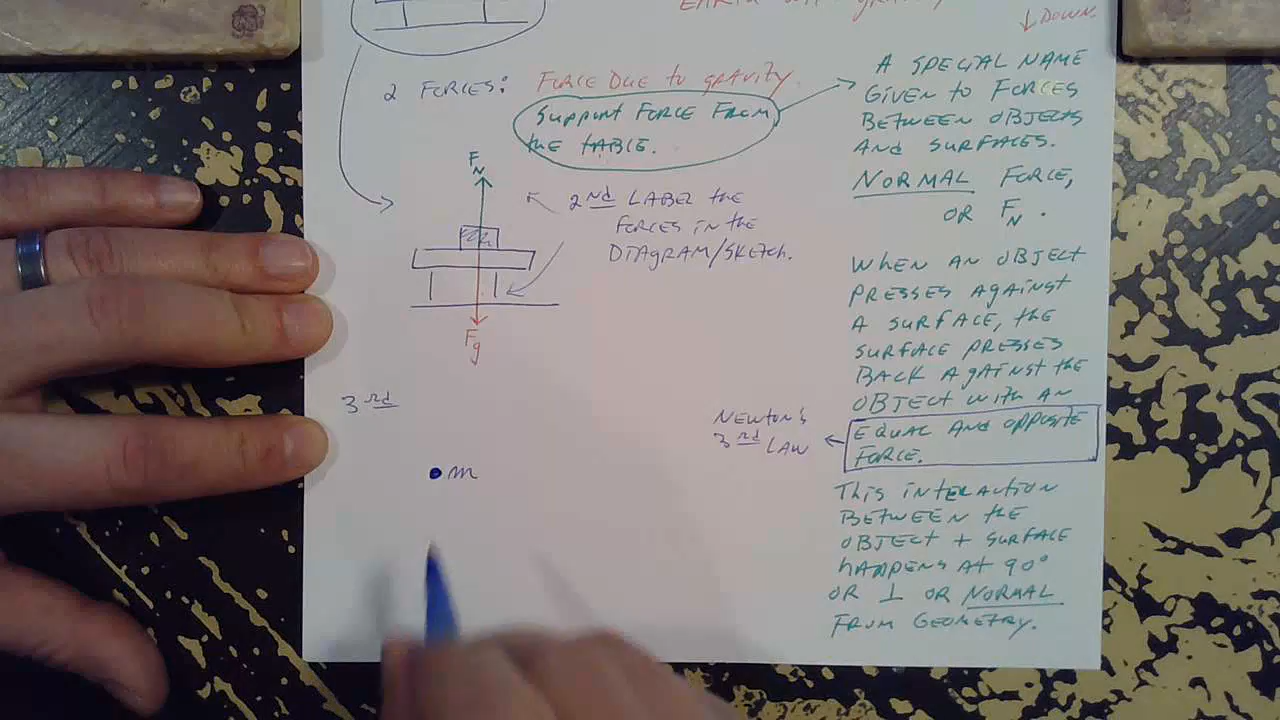 EARTH
↓ DOWN.
2 FORCES: FORCE DUE to gravity.
SUPPORT FORCE FROM
the tABLE.
A SPECIAL NAME
GIVEN to FORCES
BETWEEN OBJECTS
AND SURFACES.
NORMAL FORCE,
OR FN.
FN
2nd LABEL the
FORCES IN the
DIAgRAM/SKetch.
Fg
WHEN AN OBJECT
PRESSES AGAINST
A SURFACE, the
SURFACE PRESSES
BACK AGAINST the
OBJECT WITH AN
EQUAL AND OPPOSITE
FORCE.
NEWTON'S
3rd LAW
3rd
m
THIS INTERACTION
BETWEEN the
OBJECT + SURFACE
HAPPENS AT 90°
OR ⊥ OR NORMAL
FROM GEOMETRY.